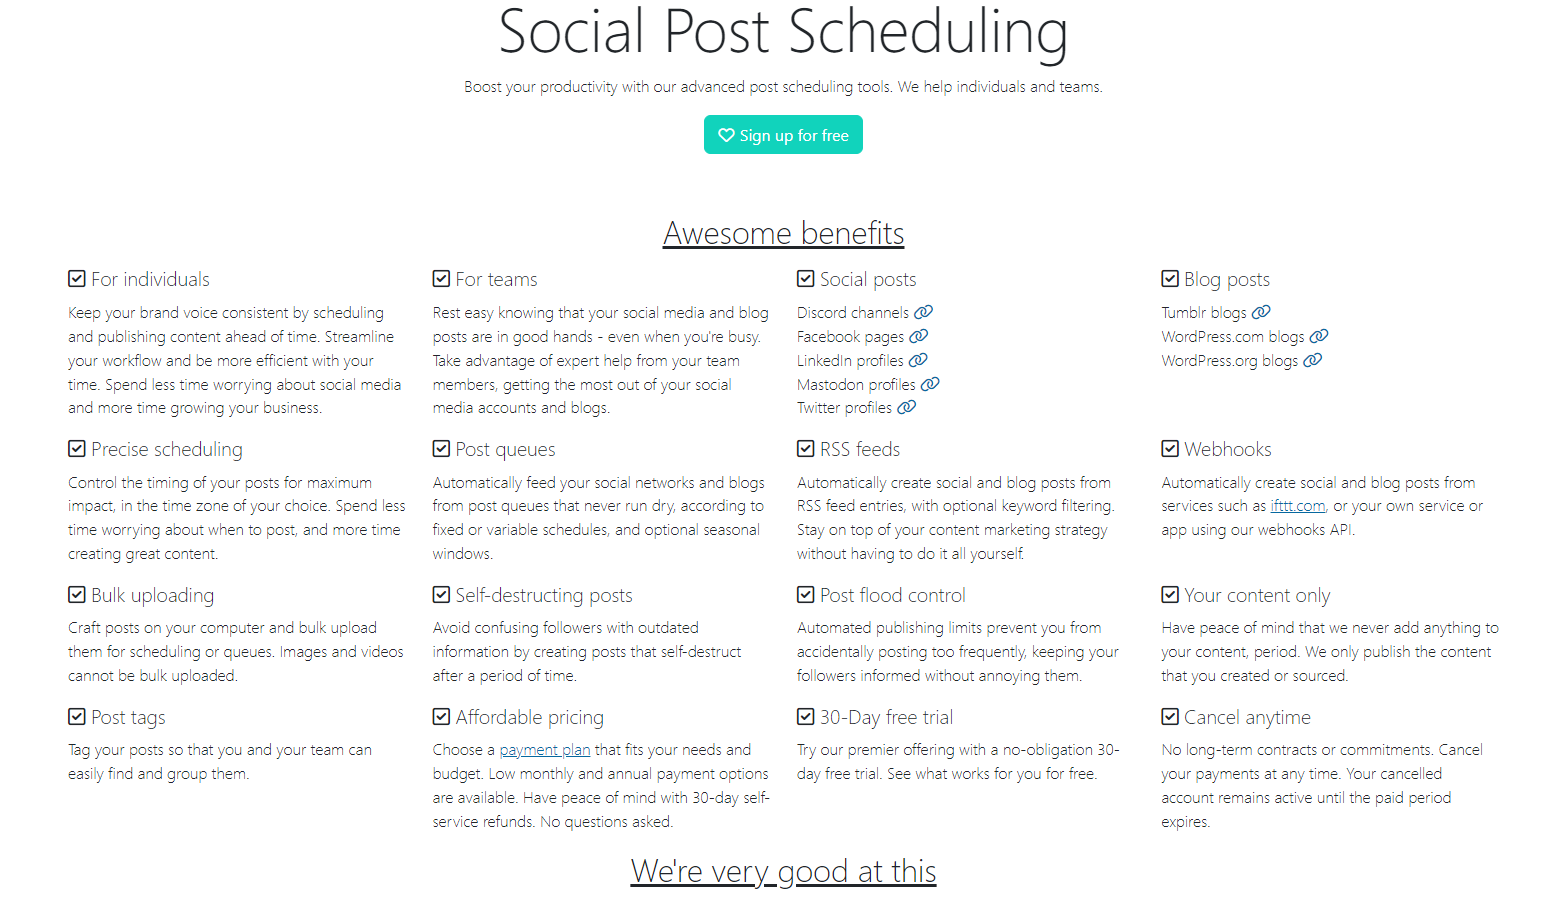 Social Post Scheduling
Boost your productivity with our advanced post scheduling tools. We help individuals and teams.
Sign up for free
Awesome benefits
For individuals
Keep your brand voice consistent by scheduling
and publishing content ahead of time. Streamline
your workflow and be more efficient with your
time. Spend less time worrying about social media
and more time growing your business.
For teams
Rest easy knowing that your social media and blog
posts are in good hands - even when you're busy.
Take advantage of expert help from your team
members, getting the most out of your social
media accounts and blogs.
Social posts
Discord channels
Facebook pages
LinkedIn profiles
Mastodon profiles
Twitter profiles
Blog posts
Tumblr blogs
WordPress.com blogs
WordPress.org blogs
Precise scheduling
Control the timing of your posts for maximum
impact, in the time zone of your choice. Spend less
time worrying about when to post, and more time
creating great content.
Post queues
Automatically feed your social networks and blogs
from post queues that never run dry, according to
fixed or variable schedules, and optional seasonal
windows.
RSS feeds
Automatically create social and blog posts from
RSS feed entries, with optional keyword filtering.
Stay on top of your content marketing strategy
without having to do it all yourself.
Webhooks
Automatically create social and blog posts from
services such as ifttt.com, or your own service or
app using our webhooks API.
Bulk uploading
Craft posts on your computer and bulk upload
them for scheduling or queues. Images and videos
cannot be bulk uploaded.
Self-destructing posts
Avoid confusing followers with outdated
information by creating posts that self-destruct
after a period of time.
Post flood control
Automated publishing limits prevent you from
accidentally posting too frequently, keeping your
followers informed without annoying them.
Your content only
Have peace of mind that we never add anything to
your content, period. We only publish the content
that you created or sourced.
Post tags
Tag your posts so that you and your team can
easily find and group them.
Affordable pricing
Choose a payment plan that fits your needs and
budget. Low monthly and annual payment options
are available. Have peace of mind with 30-day self-
service refunds. No questions asked.
30-Day free trial
Try our premier offering with a no-obligation 30-
day free trial. See what works for you for free.
Cancel anytime
No long-term contracts or commitments. Cancel
your payments at any time. Your cancelled
account remains active until the paid period
expires.
We're very good at this